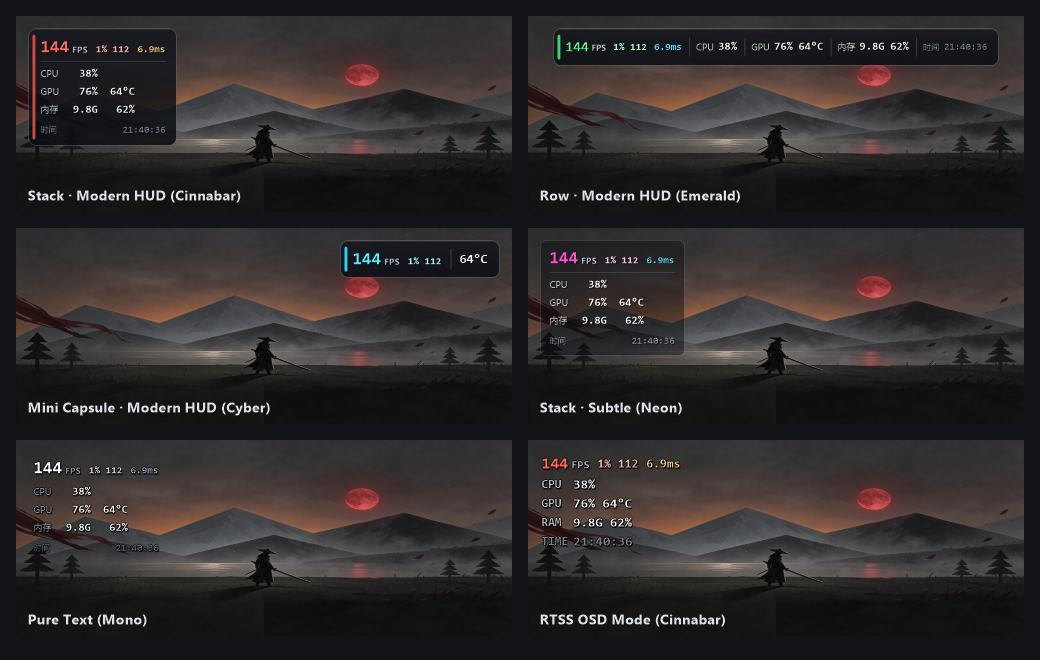 144 FPS 1% 112 6.9ms
CPU 38%
GPU 76% 64°C
内存 9.8G 62%
时间 21:40:36
Stack · Modern HUD (Cinnabar)
144 FPS 1% 112 6.9ms CPU 38% GPU 76% 64°C 内存 9.8G 62% 时间 21:40:36
Row · Modern HUD (Emerald)
144 FPS 1% 112 64°C
Mini Capsule · Modern HUD (Cyber)
144 FPS 1% 112 6.9ms
CPU 38%
GPU 76% 64°C
内存 9.8G 62%
时间 21:40:36
Stack · Subtle (Neon)
144 FPS 1% 112 6.9ms
CPU 38%
GPU 76% 64°C
内存 9.8G 62%
时间 21:40:36
Pure Text (Mono)
144 FPS 1% 112 6.9ms
CPU 38%
GPU 76% 64°C
RAM 9.8G 62%
TIME 21:40:36
RTSS OSD Mode (Cinnabar)